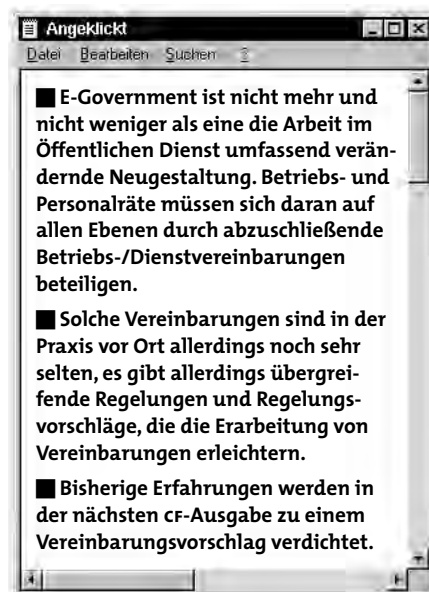 Angeklickt
Datei Bearbeiten Suchen ?
■ E-Government ist nicht mehr und
nicht weniger als eine die Arbeit im
Öffentlichen Dienst umfassend verän-
dernde Neugestaltung. Betriebs- und
Personalräte müssen sich daran auf
allen Ebenen durch abzuschließende
Betriebs-/Dienstvereinbarungen
beteiligen.
■ Solche Vereinbarungen sind in der
Praxis vor Ort allerdings noch sehr
selten, es gibt allerdings übergrei-
fende Regelungen und Regelungs-
vorschläge, die die Erarbeitung von
Vereinbarungen erleichtern.
■ Bisherige Erfahrungen werden in
der nächsten CF-Ausgabe zu einem
Vereinbarungsvorschlag verdichtet.